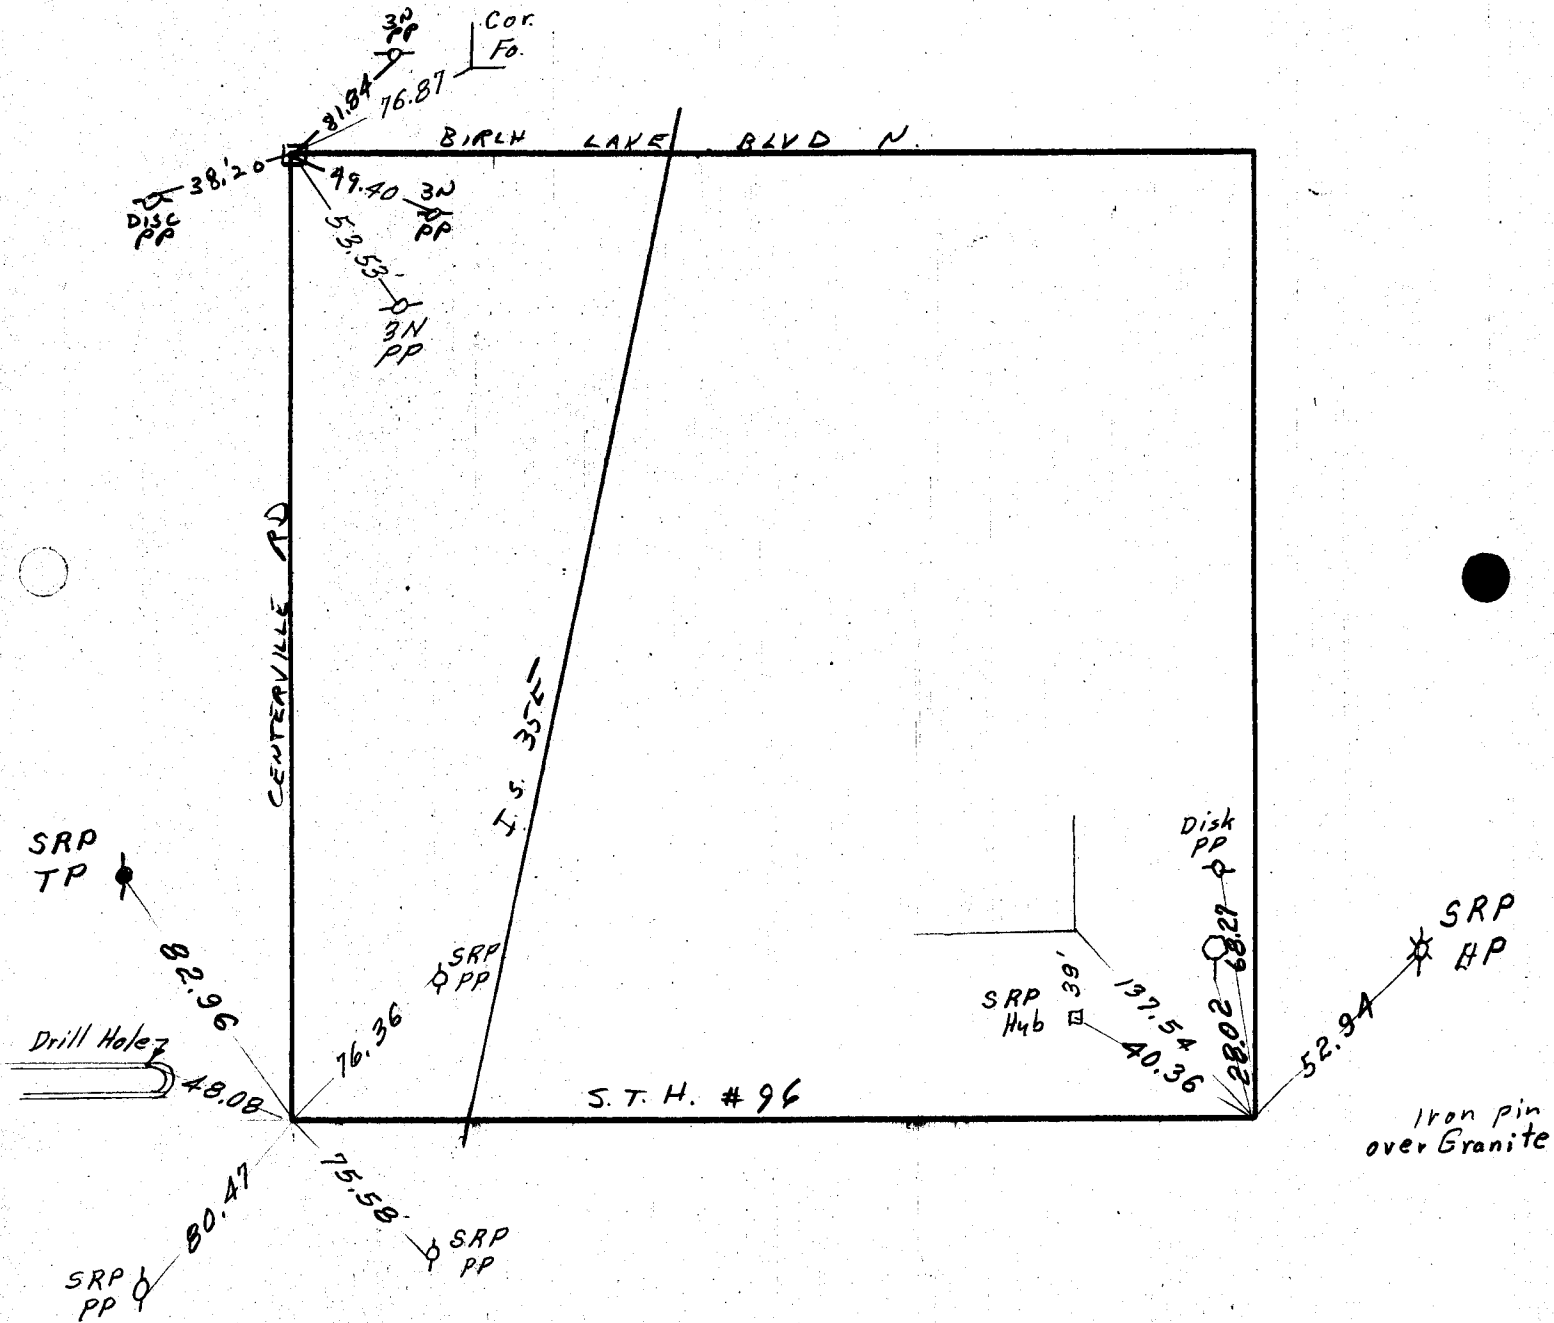 3N
PP
Cor.
Fo.
81.84
76.87
BIRCH LAKE BLVD N.
38.'20
DISC
PP
49.40
3N
PP
53.53'
3N
PP
CENTERVILLE RD
I.S. 35E
SRP
TP
82.96
Drill Hole
48.08
76.36
SRP
PP
S.T.H. #96
80.47
SRP
PP
75.58
SRP
PP
Disk
PP
68.27
28.02
39'
137.54
SRP
Hub
40.36
52.94
SRP
Iron pin
over Granite